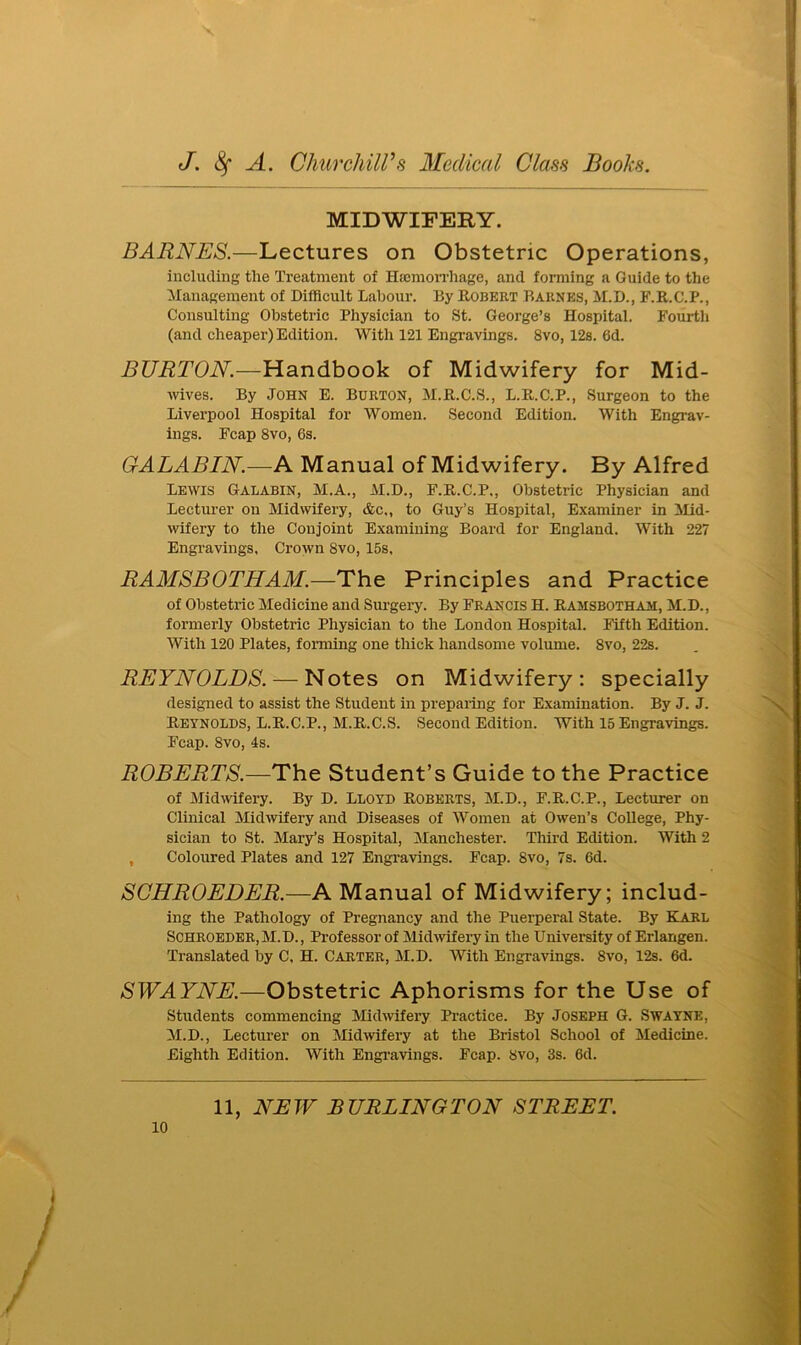 J. & A. Churchill's Medical Class Books.
MIDWIFERY.
BARNES.—Lectures on Obstetric Operations,
including the Treatment of Hæmorrhage, and forming a Guide to the
Management of Difficult Labour. By ROBERT BARNES, M.D., F.R.C.P.,
Consulting Obstetric Physician to St. George's Hospital. Fourth
(and cheaper) Edition. With 121 Engravings. 8vo, 12s. 6d.
BURTON.—Handbook of Midwifery for Mid-
wives. By JOHN E. BURTON, M.R.C.S., L.R.C.P., Surgeon to the
Liverpool Hospital for Women. Second Edition. With Engrav-
ings. Fcap 8vo, 6s.
GALABIN.—A Manual of Midwifery. By Alfred
LEWIS GALABIN, M.A., M.D., F.R.C.P., Obstetric Physician and
Lecturer on Midwifery, &c., to Guy's Hospital, Examiner in Mid-
wifery to the Conjoint Examining Board for England. With 227
Engravings. Crown 8vo, 15s.
RAMSBOTHAM.—The Principles and Practice
of Obstetric Medicine and Surgery. By FRANCIS H. RAMSBOTHAM, M.D.,
formerly Obstetric Physician to the London Hospital. Fifth Edition.
With 120 Plates, forming one thick handsome volume. 8vo, 22s.
REYNOLDS. — Notes on Midwifery: specially
designed to assist the Student in preparing for Examination. By J. J.
REYNOLDS, L.R.C.P., M.R.C.S. Second Edition. With 15 Engravings.
Fcap. 8vo, 4s.
ROBERTS.—The Student's Guide to the Practice
of Midwifery. By D. LLOYD ROBERTS, M.D., F.R.C.P., Lecturer on
Clinical Midwifery and Diseases of Women at Owen's College, Phy-
sician to St. Mary's Hospital, Manchester. Third Edition. With 2
Coloured Plates and 127 Engravings. Fcap. 8vo, 7s. 6d.
SCHROEDER.—A Manual of Midwifery; includ-
ing the Pathology of Pregnancy and the Puerperal State. By KARL
SCHROEDER, M.D., Professor of Midwifery in the University of Erlangen.
Translated by C. H. CARTER, M.D. With Engravings. 8vo, 12s. 6d.
SWAYNE.—Obstetric Aphorisms for the Use of
Students commencing Midwifery Practice. By JOSEPH G. SWAYNE,
M.D., Lecturer on Midwifery at the Bristol School of Medicine.
Eighth Edition. With Engravings. Fcap. 8vo, 3s. 6d.
11, NEW BURLINGTON STREET.
10